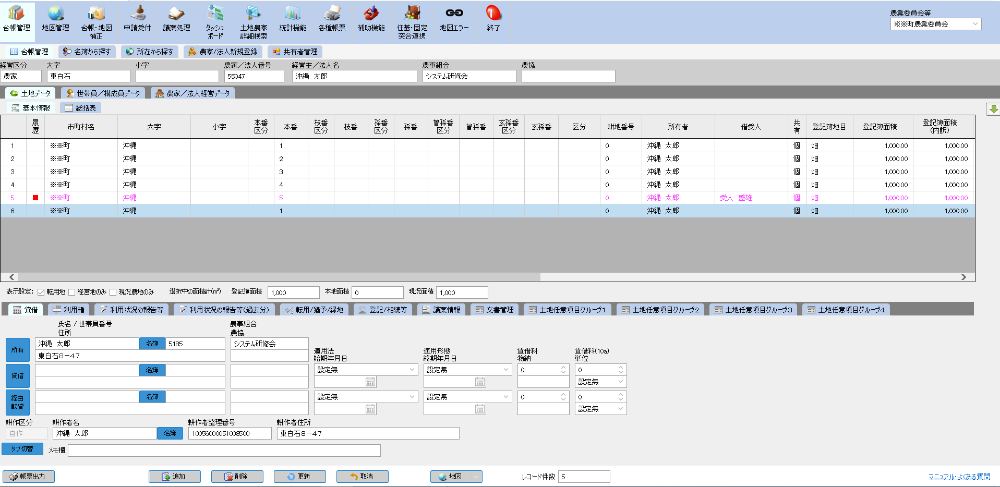 台帳管理 地図管理 台帳・地図補正 申請受付 議案処理 ダッシュボード 土地農家詳細検索 統計機能 各種帳票 補助機能 住基・固定突合連携 地図エラー 終了
農業委員会等
※※町農業委員会
台帳管理 名簿から探す 所在から探す 農家/法人新規登録 共有者管理
経営区分 大字 小字 農家／法人番号 経営主／法人名 農事組合 農協
農家 東白石 55047 沖縄 太郎 システム研修会
土地データ 世帯員／構成員データ 農家／法人経営データ
基本情報 総括表
履歴 市町村名 大字 小字 本番区分 本番 枝番区分 枝番 孫番区分 孫番 曽孫番区分 曽孫番 玄孫番区分 玄孫番 区分 耕地番号 所有者 借受人 共有 登記簿地目 登記簿面積 登記簿面積(内訳)
1 ※※町 沖縄 1 0 沖縄 太郎 個 畑 1,000.00 1,000.00
2 ※※町 沖縄 2 0 沖縄 太郎 個 畑 1,000.00 1,000.00
3 ※※町 沖縄 3 0 沖縄 太郎 個 畑 1,000.00 1,000.00
4 ※※町 沖縄 4 0 沖縄 太郎 個 畑 1,000.00 1,000.00
5 ※※町 沖縄 5 0 沖縄 太郎 受人 盛雄 個 畑 1,000.00 1,000.00
6 ※※町 沖縄 1 0 沖縄 太郎 個 畑 1,000.00 1,000.00
表示設定: 転用地 経営地のみ 現況農地のみ 選択中の面積計(㎡) 登記簿面積 1,000 本地面積 0 現況面積 1,000
貸借 利用権 利用状況の報告等 利用状況の報告等(過去分) 転用/猶予/緑地 登記/相続等 議案情報 文書管理 土地任意項目グループ1 土地任意項目グループ2 土地任意項目グループ3 土地任意項目グループ4
氏名 / 世帯員番号 農事組合
住所 農協
所有 沖縄 太郎 名簿 5185 システム研修会
東白石8－47
適用法 適用形態 賃借料 賃借料(10a)
始期年月日 終期年月日 物納 単位
貸借 名簿 設定無 設定無 0 0
設定無
経由転貸 名簿 設定無 設定無 0 0
設定無
耕作区分 耕作者名 耕作者整理番号 耕作者住所
自作 沖縄 太郎 名簿 10056000051008500 東白石8－47
タブ切替 メモ欄
帳票出力 追加 削除 更新 取消 地図 レコード件数 5 マニュアル・よくある質問